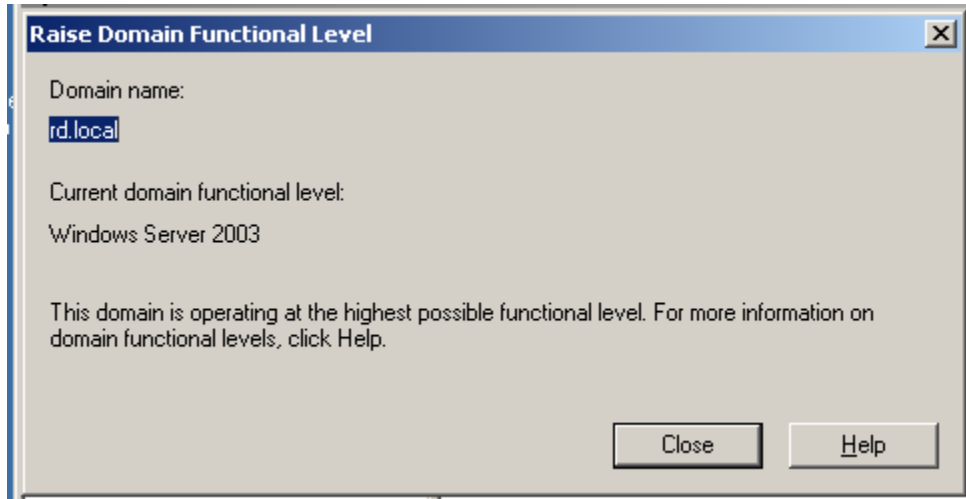 Raise Domain Functional Level
Domain name:
rd.local
Current domain functional level:
Windows Server 2003
This domain is operating at the highest possible functional level. For more information on
domain functional levels, click Help.
Close
Help